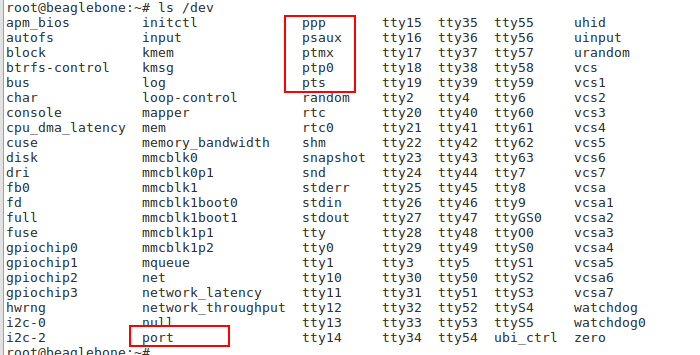 root@beaglebone:~# ls /dev
apm_bios initctl ppp tty15 tty35 tty55 uhid
autofs input psaux tty16 tty36 tty56 uinput
block kmem ptmx tty17 tty37 tty57 urandom
btrfs-control kmsg ptp0 tty18 tty38 tty58 vcs
bus log pts tty19 tty39 tty59 vcs1
char loop-control random tty2 tty4 tty6 vcs2
console mapper rtc tty20 tty40 tty60 vcs3
cpu_dma_latency mem rtc0 tty21 tty41 tty61 vcs4
cuse memory_bandwidth shm tty22 tty42 tty62 vcs5
disk mmcblk0 snapshot tty23 tty43 tty63 vcs6
dri mmcblk0p1 snd tty24 tty44 tty7 vcs7
fb0 mmcblk1 stderr tty25 tty45 tty8 vcsa
fd mmcblk1boot0 stdin tty26 tty46 tty9 vcsa1
full mmcblk1boot1 stdout tty27 tty47 ttyGS0 vcsa2
fuse mmcblk1p1 tty tty28 tty48 ttyO0 vcsa3
gpiochip0 mmcblk1p2 tty0 tty29 tty49 ttyS0 vcsa4
gpiochip1 mqueue tty1 tty3 tty5 ttyS1 vcsa5
gpiochip2 net tty10 tty30 tty50 ttyS2 vcsa6
gpiochip3 network_latency tty11 tty31 tty51 ttyS3 vcsa7
hwrng network_throughput tty12 tty32 tty52 ttyS4 watchdog
i2c-0 null tty13 tty33 tty53 ttyS5 watchdog0
i2c-2 port tty14 tty34 tty54 ubi_ctrl zero
root@beaglebone:~#